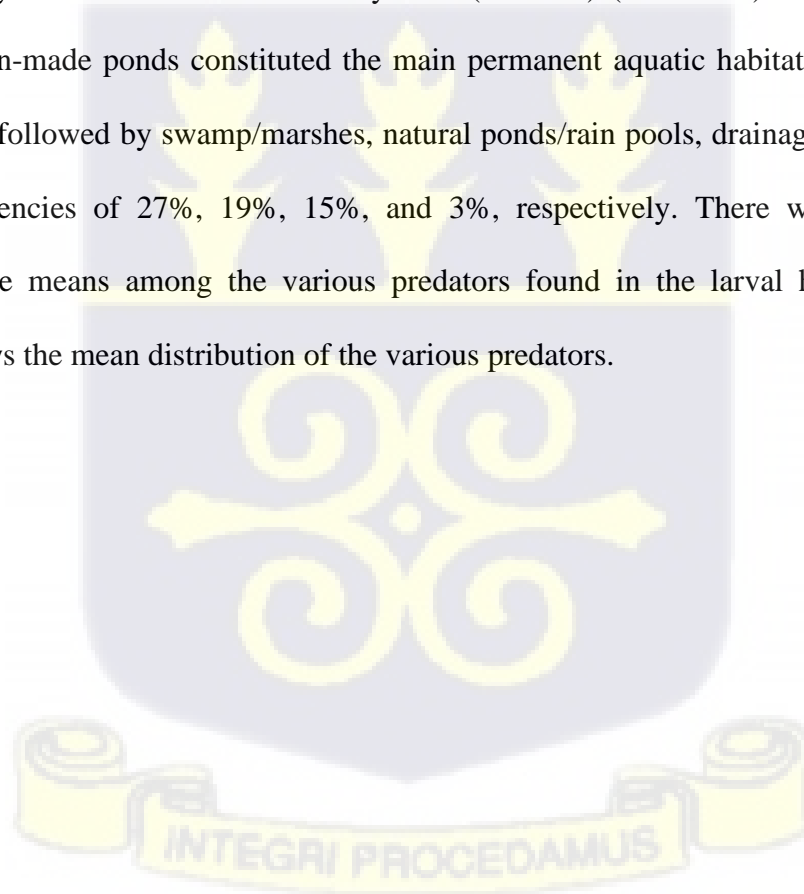 n-made ponds constituted the main permanent aquatic habitat
followed by swamp/marshes, natural ponds/rain pools, drainag
encies of 27%, 19%, 15%, and 3%, respectively. There w
e means among the various predators found in the larval
s the mean distribution of the various predators.
INTEGRI PROCEDAMUS